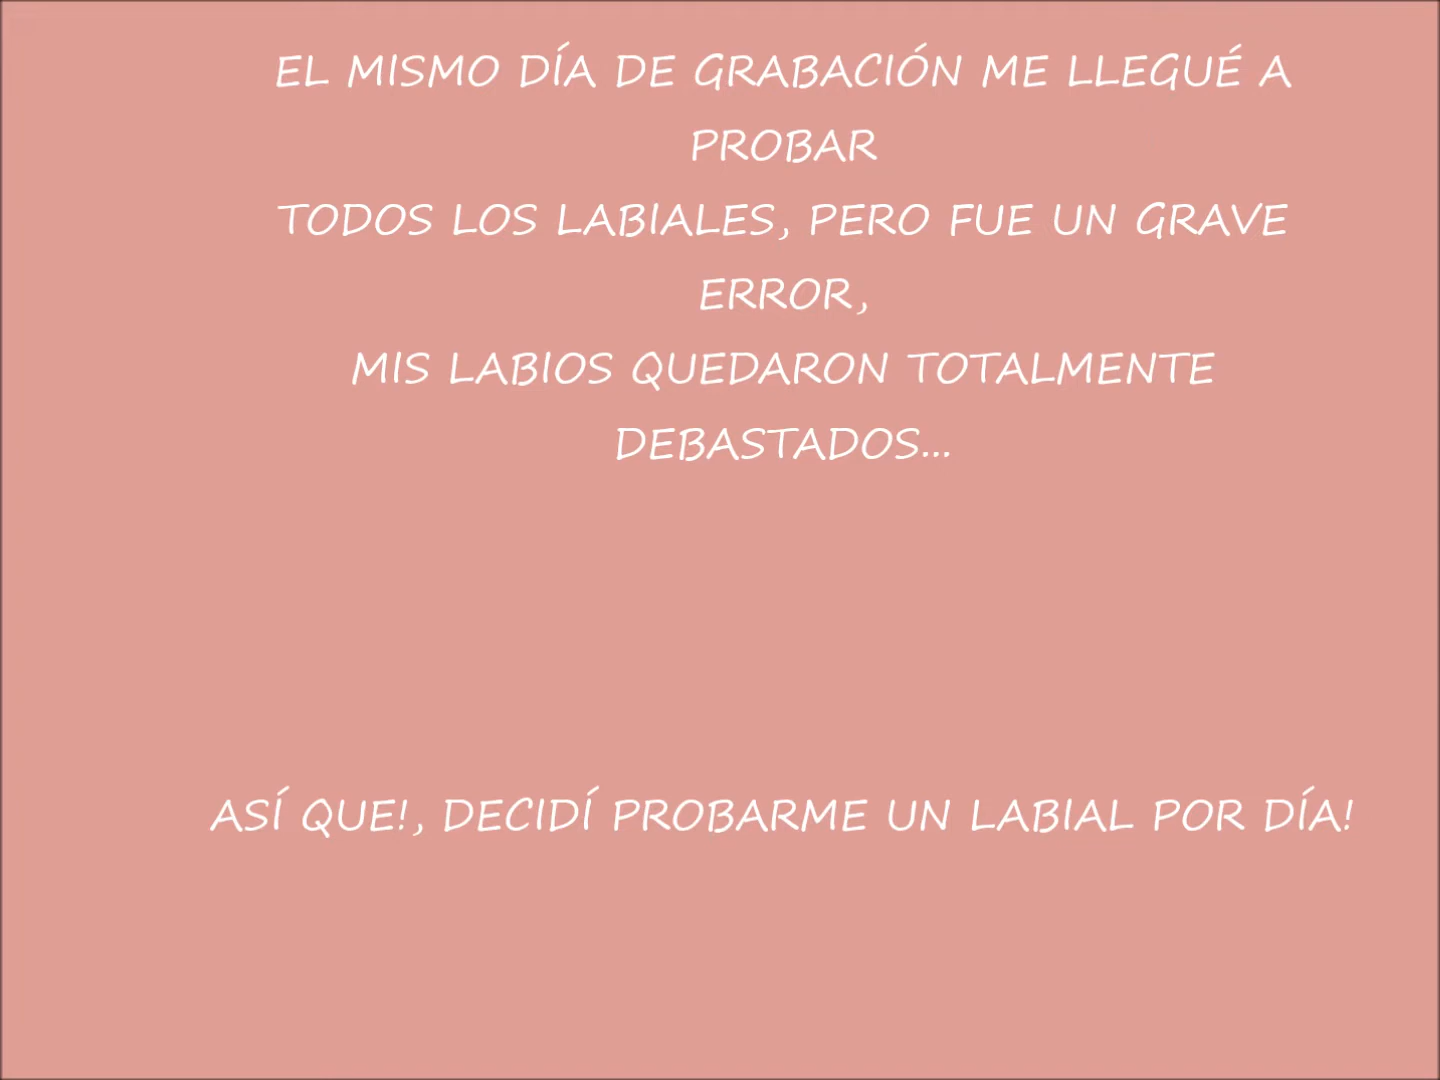 EL MISMO DÍA DE GRABACIÓN ME LLEGUÉ A
PROBAR
TODOS LOS LABIALES, PERO FUE UN GRAVE
ERROR,
MIS LABIOS QUEDARON TOTALMENTE
DEBASTADOS...
ASÍ QUE!, DECIDÍ PROBARME UN LABIAL POR DÍA!